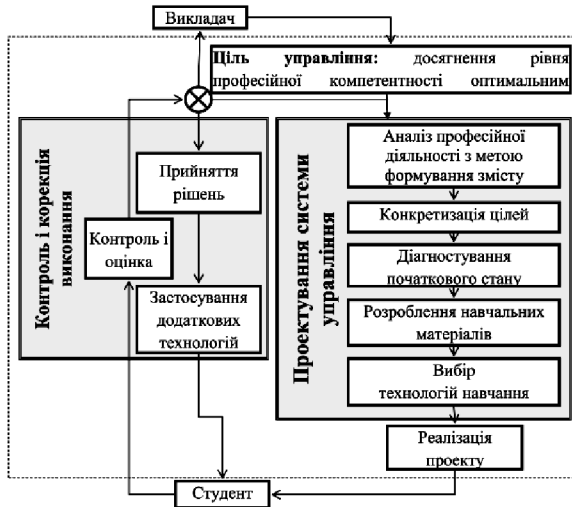 Викладач
Ціль управління: досягнення рівня
професійної компетентності оптимальним
Контроль і корекція
виконання
Прийняття
рішень
Контроль і
оцінка
Застосування
додаткових
технологій
Проектування системи
управління
Аналіз професійної
діяльності з метою
формування змісту
Конкретизація цілей
Діагностування
початкового стану
Розроблення навчальних
матеріалів
Вибір
технологій навчання
Реалізація
проекту
Студент